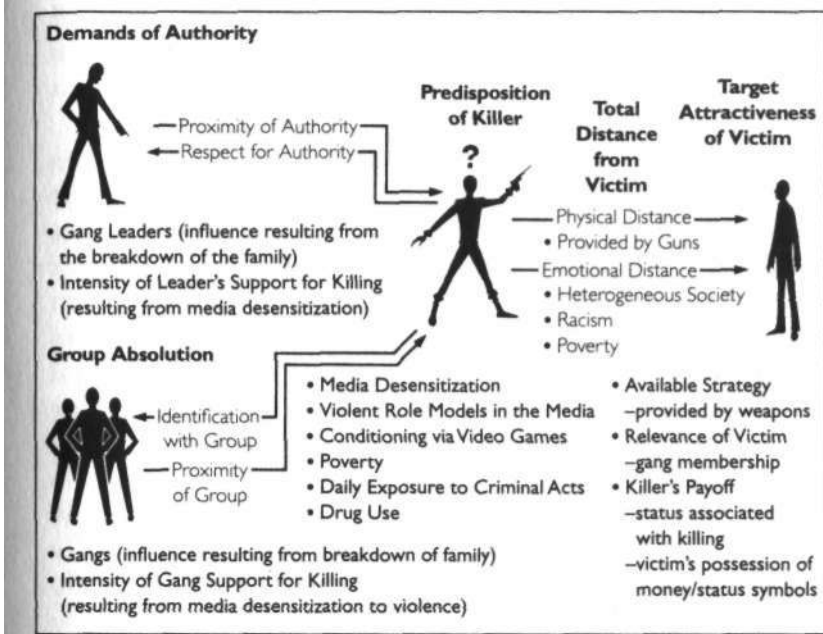 Demands of Authority
Proximity of Authority
Respect for Authority
• Gang Leaders (influence resulting from
the breakdown of the family)
• Intensity of Leader's Support for Killing
(resulting from media desensitization)
Group Absolution
Identification
with Group
Proximity
of Group
• Gangs (influence resulting from breakdown of family)
• Intensity of Gang Support for Killing
(resulting from media desensitization to violence)
Predisposition
of Killer
?
• Media Desensitization
• Violent Role Models in the Media
• Conditioning via Video Games
• Poverty
• Daily Exposure to Criminal Acts
• Drug Use
Total
Distance
from
Victim
Physical Distance
• Provided by Guns
Emotional Distance
• Heterogeneous Society
• Racism
• Poverty
Target
Attractiveness
of Victim
• Available Strategy
–provided by weapons
• Relevance of Victim
–gang membership
• Killer's Payoff
–status associated
with killing
–victim's possession of
money/status symbols